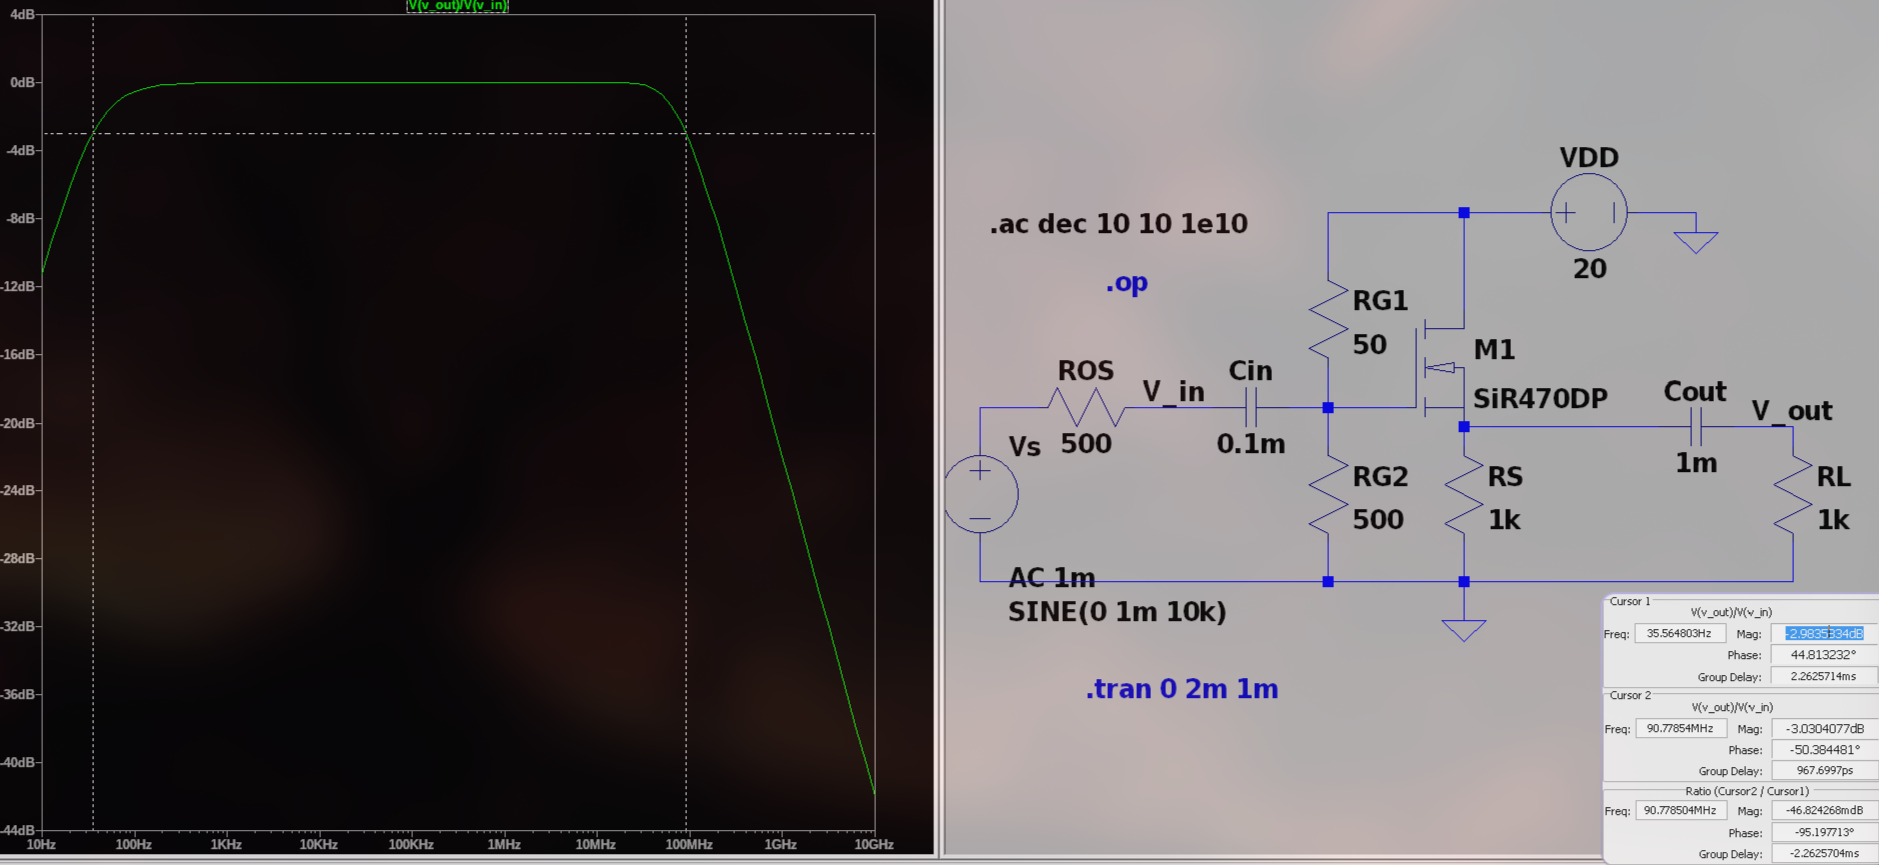 V(v_out)/V(v_in)
4dB
0dB
-4dB
-8dB
-12dB
-16dB
-20dB
-24dB
-28dB
-32dB
-36dB
-40dB
-44dB
10Hz 100Hz 1KHz 10KHz 100KHz 1MHz 10MHz 100MHz 1GHz 10GHz
.ac dec 10 10 1e10
.op
VDD
20
RG1
50
M1
SiR470DP
ROS
500
V_in
Cin
0.1m
Vs
RG2
500
RS
1k
Cout
1m
V_out
RL
1k
AC 1m
SINE(0 1m 10k)
.tran 0 2m 1m
Cursor 1
V(v_out)/V(v_in)
Freq: 35.564803Hz Mag: -2.9835834dB
Phase: 44.813232°
Group Delay: 2.2625714ms
Cursor 2
V(v_out)/V(v_in)
Freq: 90.77854MHz Mag: -3.0304077dB
Phase: -50.384481°
Group Delay: 967.6997ps
Ratio (Cursor2 / Cursor1)
Freq: 90.778504MHz Mag: -46.824268mdB
Phase: -95.197713°
Group Delay: -2.2625704ms